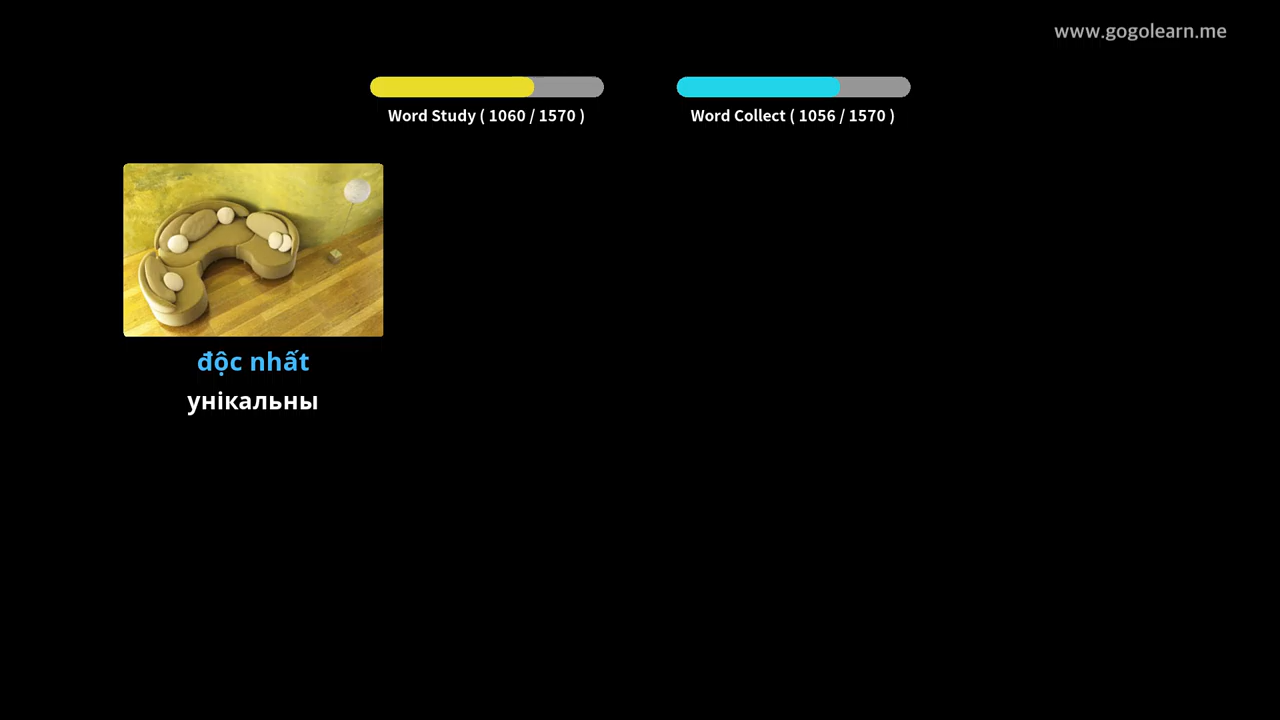 www.gogolearn.me
Word Study ( 1060 / 1570 )
Word Collect ( 1056 / 1570 )
độc nhất
унікальны